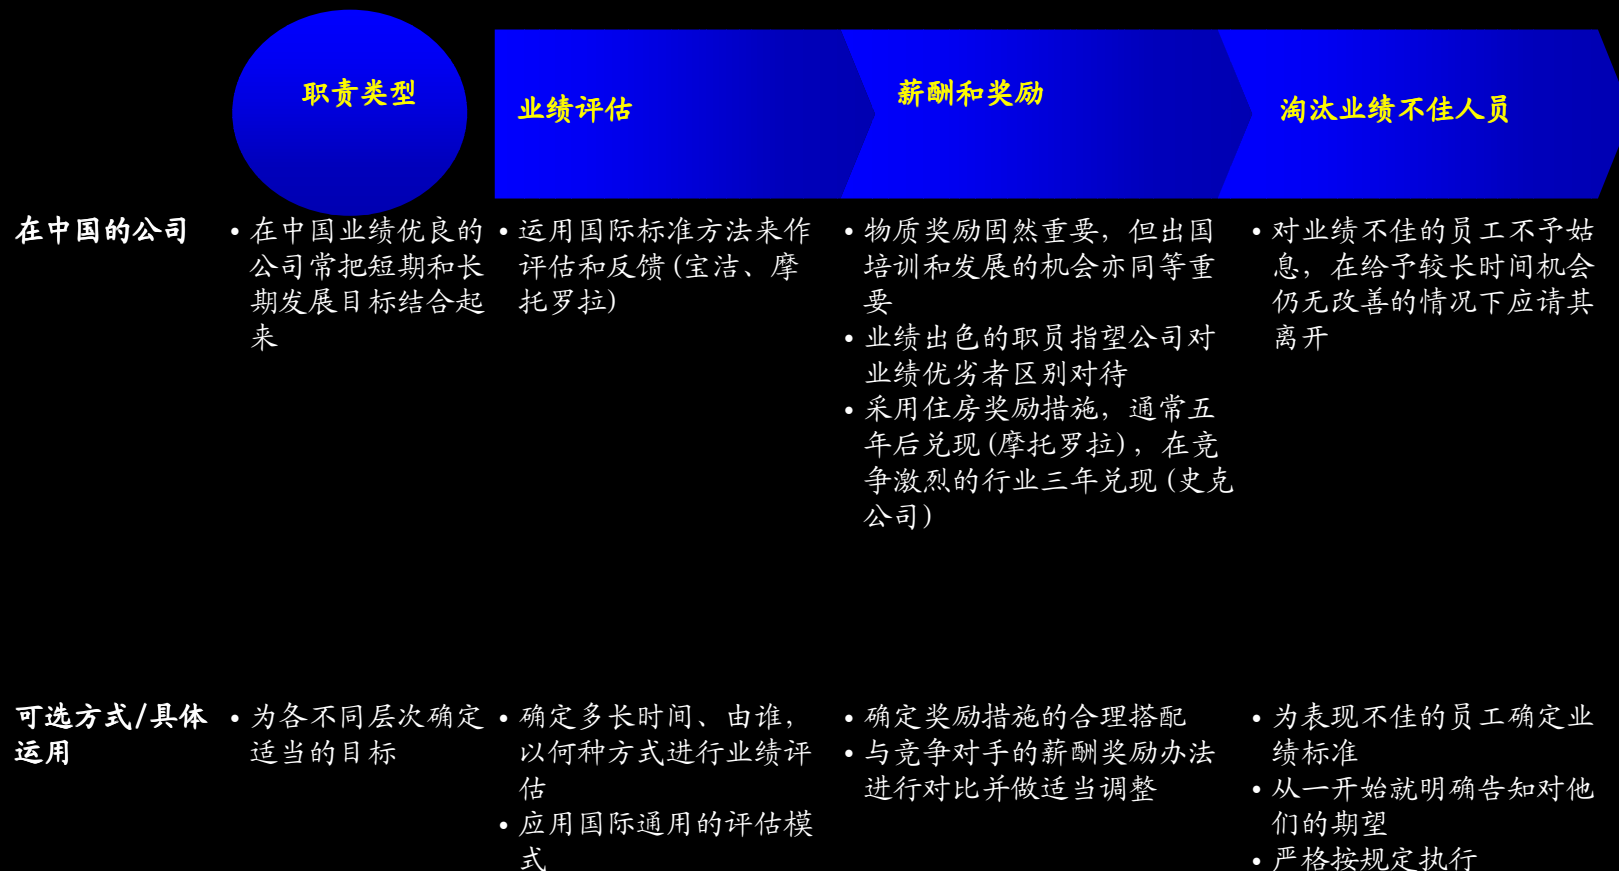 职责类型
业绩评估
薪酬和奖励
淘汰业绩不佳人员
在中国的公司
• 在中国业绩优良的
公司常把短期和长
期发展目标结合起
来
• 运用国际标准方法来作
评估和反馈(宝洁、摩
托罗拉)
• 物质奖励固然重要，但出国
培训和发展的机会亦同等重
要
• 业绩出色的职员指望公司对
业绩优劣者区别对待
• 采用住房奖励措施，通常五
年后兑现(摩托罗拉)，在竞
争激烈的行业三年兑现(史克
公司)
• 对业绩不佳的员工不予姑
息，在给予较长时间机会
仍无改善的情况下应请其
离开
可选方式/具体
运用
• 为各不同层次确定
适当的目标
• 确定多长时间、由谁，
以何种方式进行业绩评
估
• 应用国际通用的评估模
式
• 确定奖励措施的合理搭配
• 与竞争对手的薪酬奖励办法
进行对比并做适当调整
• 为表现不佳的员工确定业
绩标准
• 从一开始就明确告知对他
们的期望
• 严格按规定执行